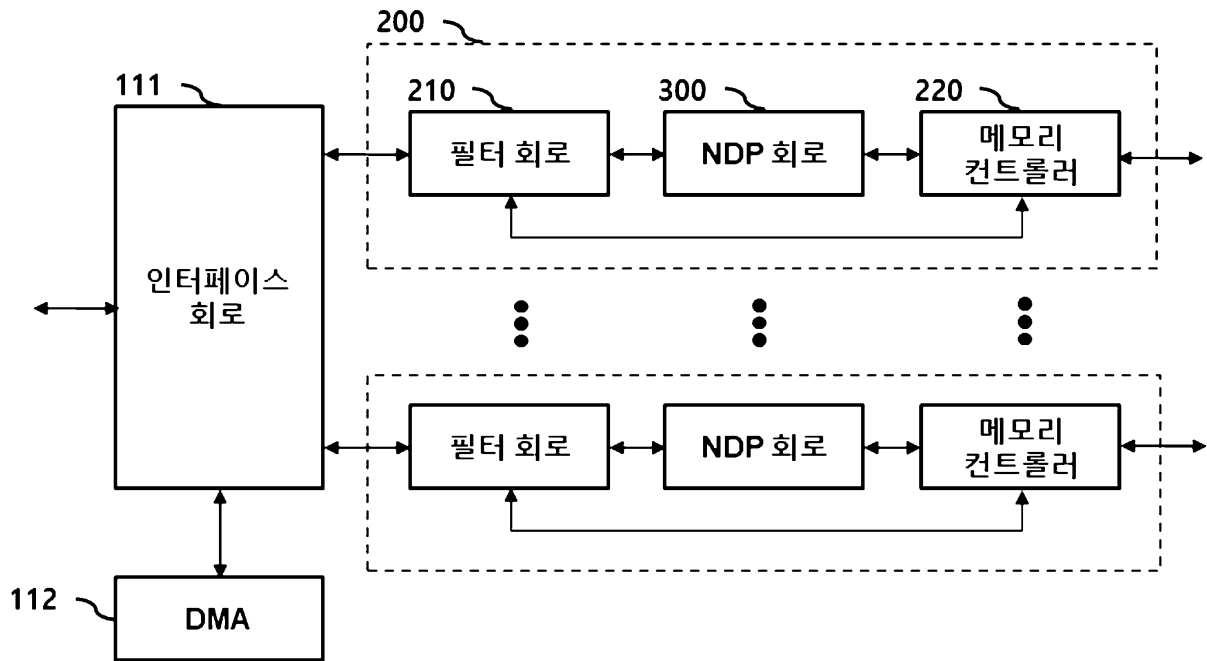 200
111
210
300
220
필터 회로
NDP 회로
메모리
컨트롤러
인터페이스
회로
필터 회로
NDP 회로
메모리
컨트롤러
112
DMA